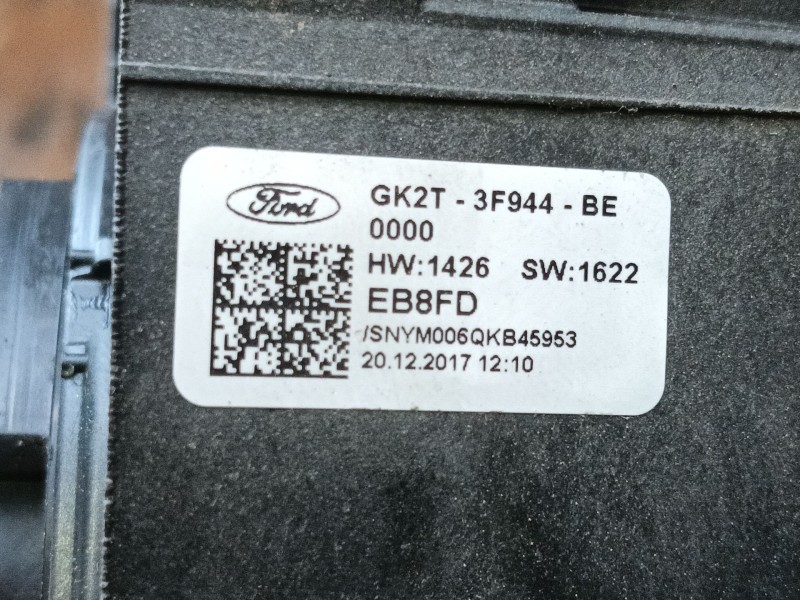 Ford
GK2T - 3F944 - BE
0000
HW:1426 SW:1622
EB8FD
/SNYM006QKB45953
20.12.2017 12:10